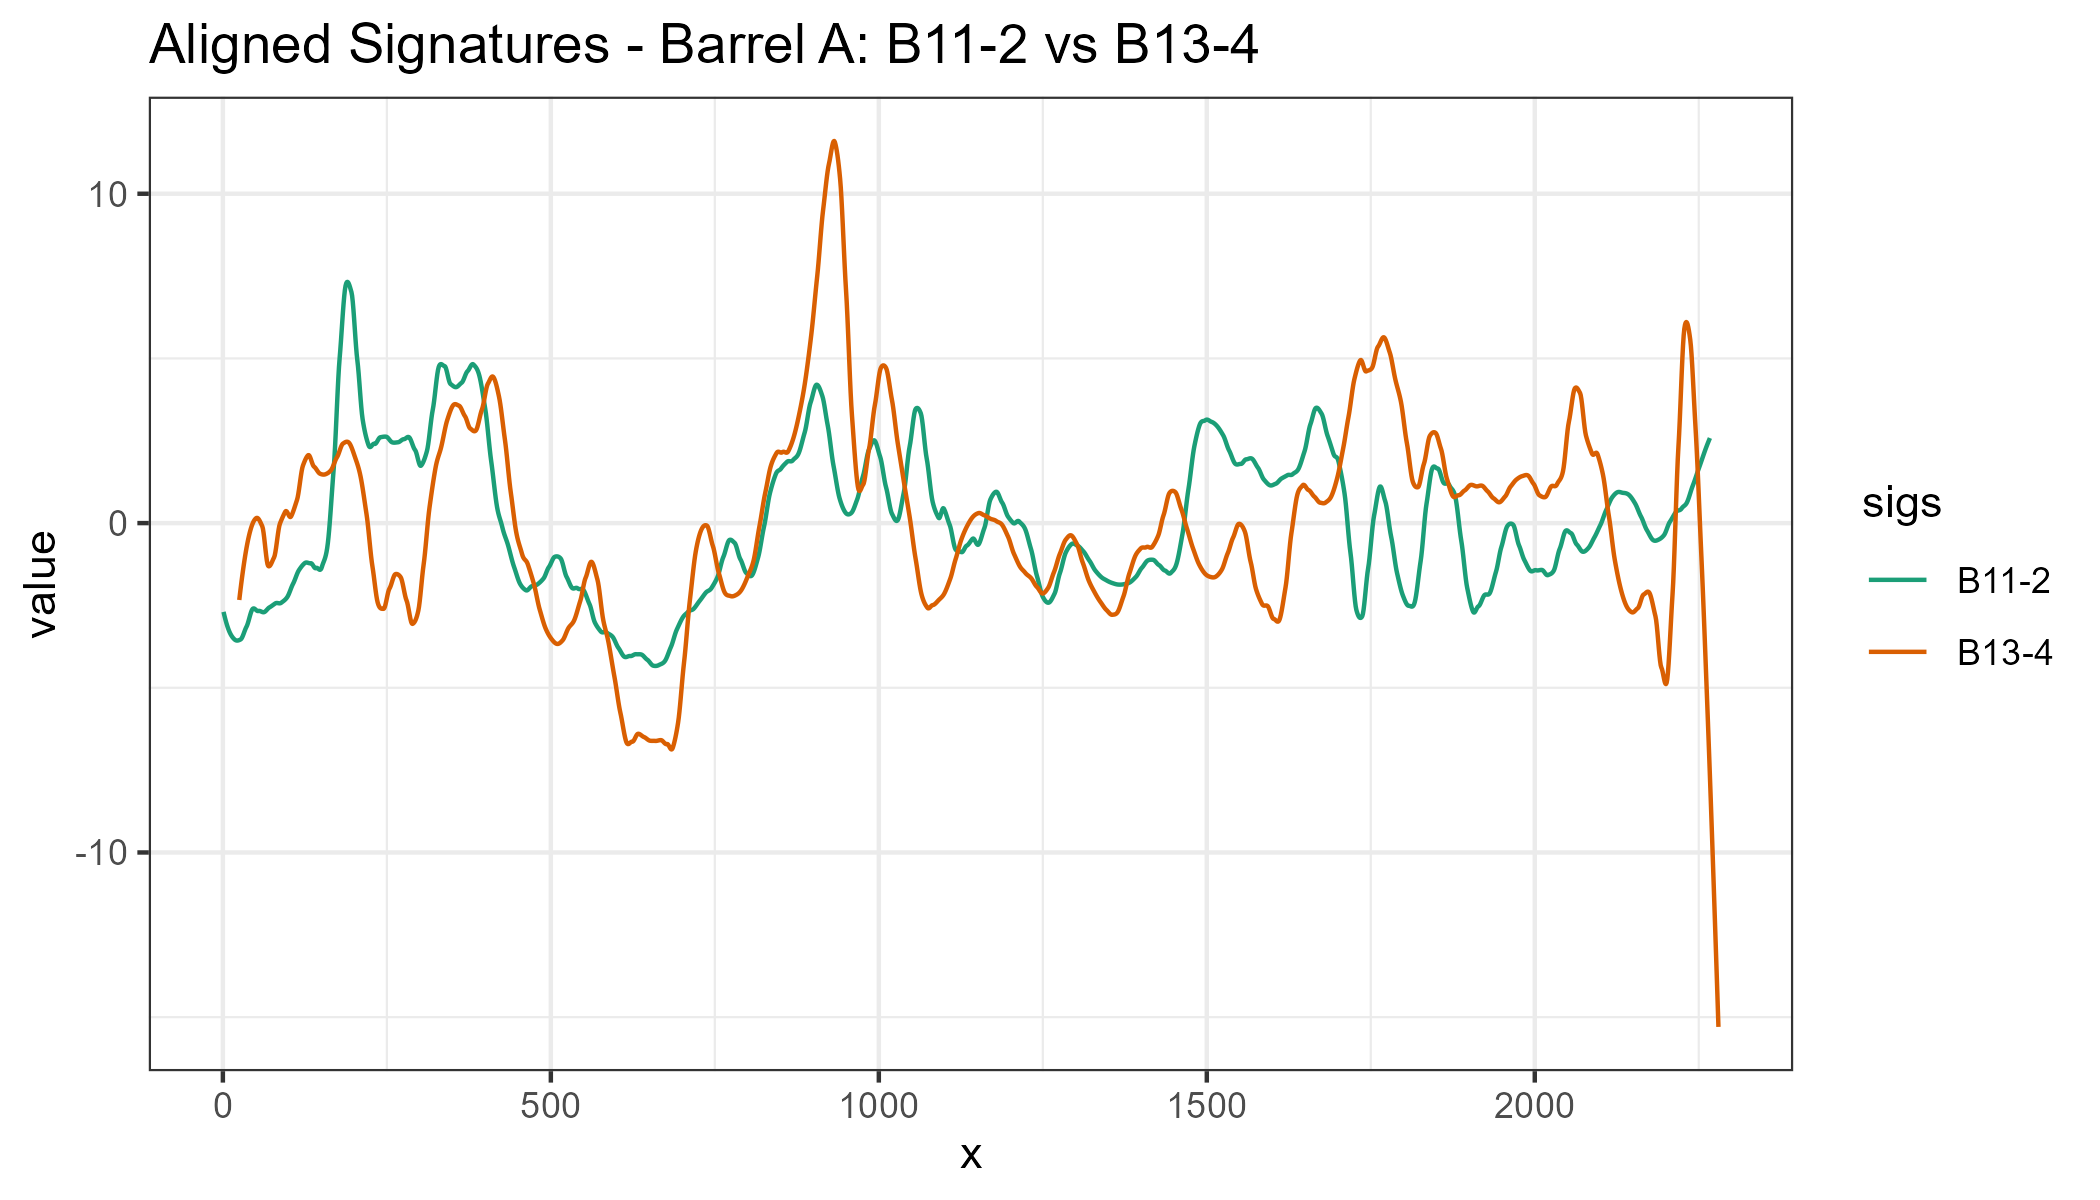 Aligned Signatures - Barrel A: B11-2 vs B13-4
value
10
0
-10
0
500
1000
1500
2000
x
sigs
B11-2
B13-4